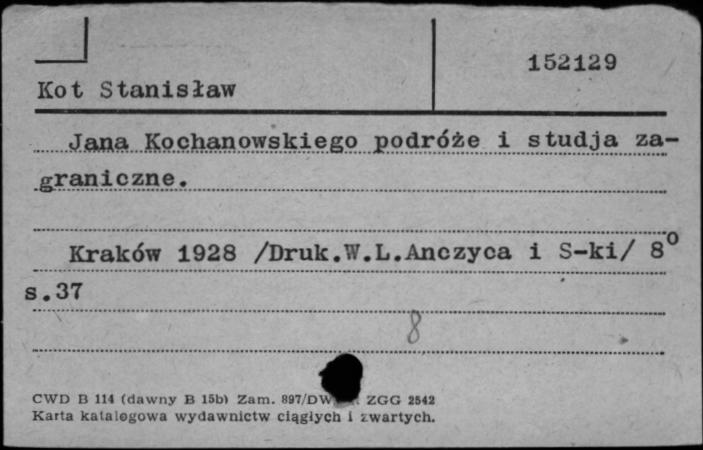 152129
Kot Stanisław
Jana Kochanowskiego podróże i studja za-
graniczne.
Kraków 1928 /Druk.W.L.Anczyca i S-ki/ 8°
s.37
8
CWD B 114 (dawny B 15b) Zam. 897/DW ZGG 2542
Karta katalogowa wydawnictw ciągłych i zwartych.